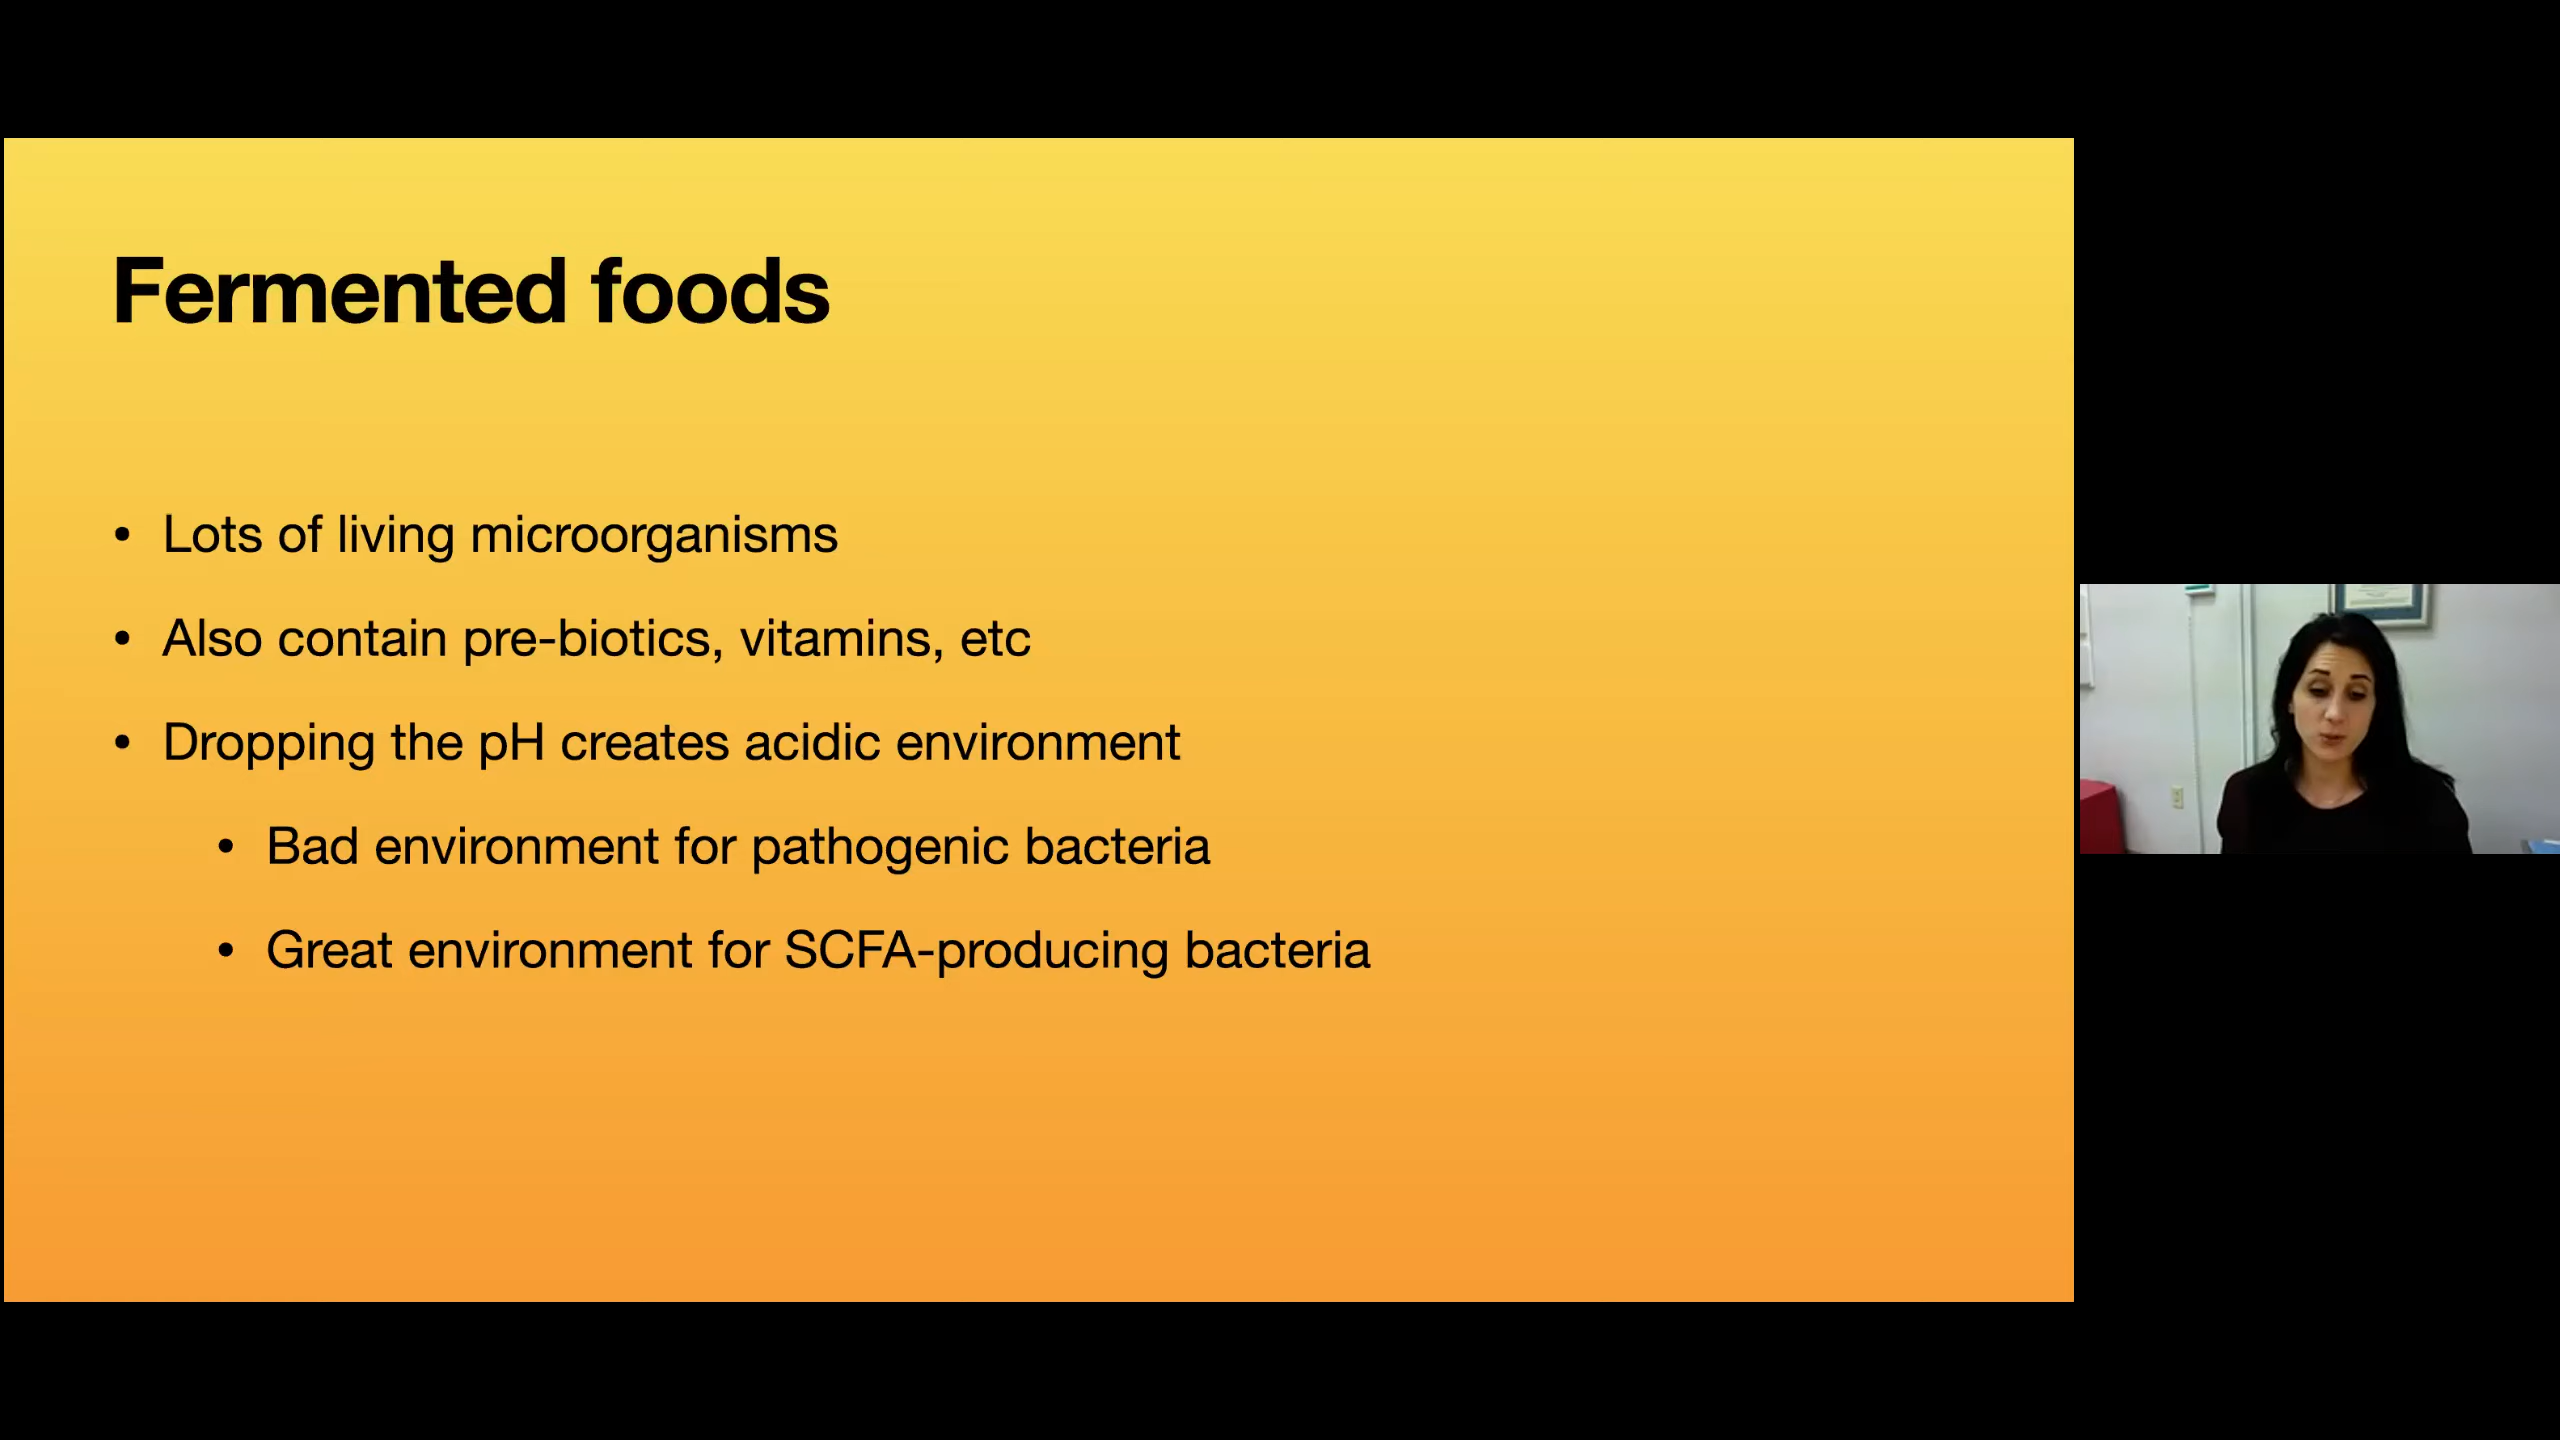 Fermented foods
• Lots of living microorganisms
• Also contain pre-biotics, vitamins, etc
• Dropping the pH creates acidic environment
• Bad environment for pathogenic bacteria
• Great environment for SCFA-producing bacteria